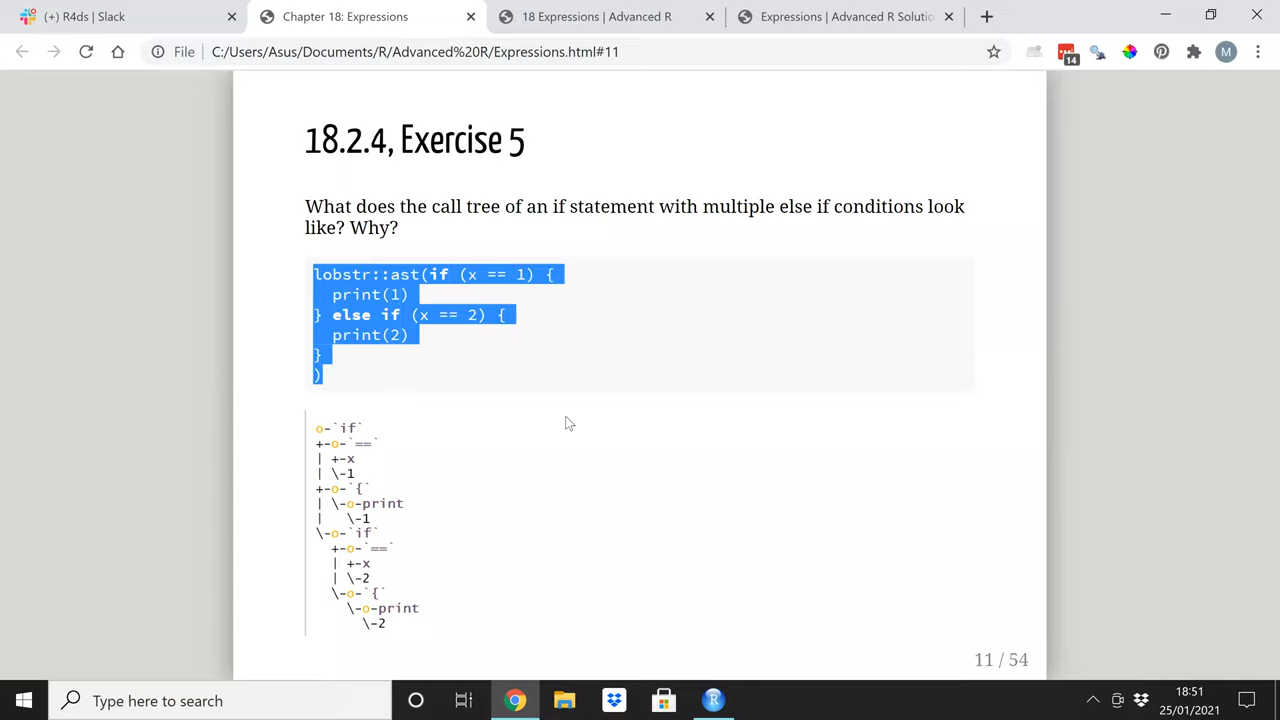 (+) R4ds | Slack
Chapter 18: Expressions
18 Expressions | Advanced R
Expressions | Advanced R Solutio
File
C:/Users/Asus/Documents/R/Advanced%20R/Expressions.html#11
14
M
18.2.4, Exercise 5
What does the call tree of an if statement with multiple else if conditions look
like? Why?
lobstr::ast(if (x == 1) {
  print(1)
} else if (x == 2) {
  print(2)
}
)
o-`if`
+-o-`==`
| +-x
| \-1
+-o-`{`
| \-o-print
|   \-1
\-o-`if`
  +-o-`==`
  | +-x
  | \-2
  \-o-`{`
    \-o-print
      \-2
11 / 54
Type here to search
18:51
25/01/2021